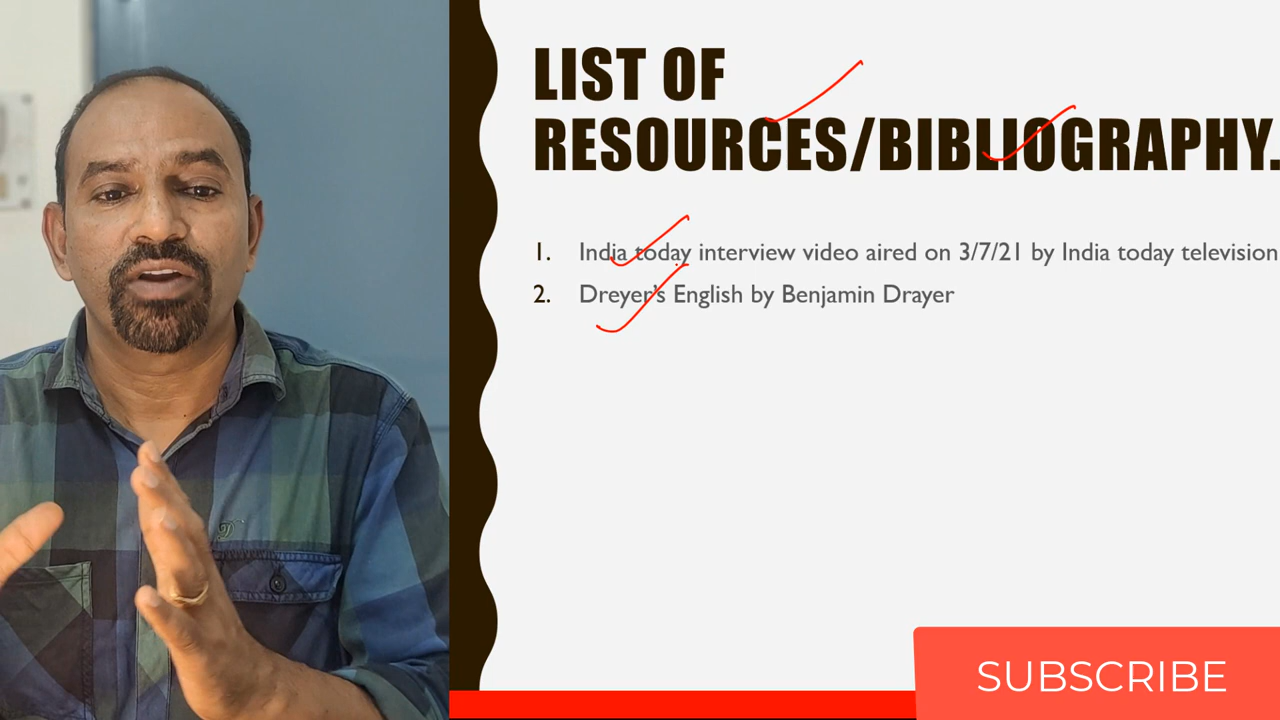 LIST OF
RESOURCES/BIBLIOGRAPHY.
1. India today interview video aired on 3/7/21 by India today television
2. Dreyer's English by Benjamin Drayer
SUBSCRIBE